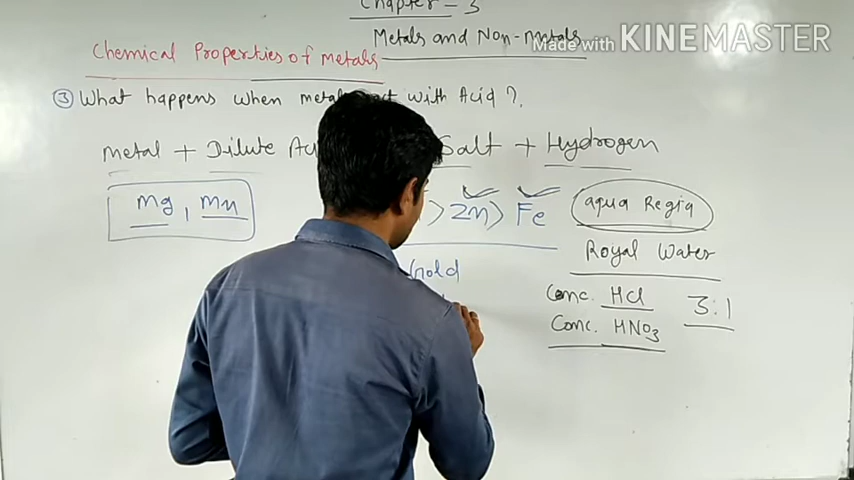 Chapter - 3
Metals and Non-metals
Made with KINEMASTER
Chemical Properties of metals
③ What happens when metal with Acid ?
Metal + Dilute Salt + Hydrogen
Mg, Mn
> Zn > Fe
aqua Regia
Royal Water
Gold
Conc. HCl
3:1
Conc. HNO3